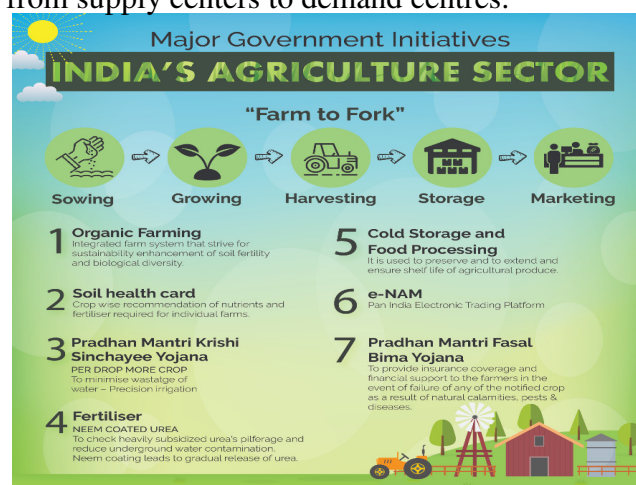 from supply centers to demand centres.
Major Government Initiatives
INDIA'S AGRICULTURE SECTOR
"Farm to Fork"
Sowing Growing Harvesting Storage Marketing
1 Organic Farming
Integrated farm system that strive for
sustainability enhancement of soil fertility
and biological diversity.
2 Soil health card
Crop wise recommendation of nutrients and
fertiliser required for individual farms.
3 Pradhan Mantri Krishi
Sinchayee Yojana
PER DROP MORE CROP
To minimise wastatge of
water – Precision irrigation
4 Fertiliser
NEEM COATED UREA
To check heavily subsidized urea's pilferage and
reduce underground water contamination.
Neem coating leads to gradual release of urea.
5 Cold Storage and
Food Processing
It is used to preserve and to extend and
ensure shelf life of agricultural produce.
6 e-NAM
Pan India Electronic Trading Platform
7 Pradhan Mantri Fasal
Bima Yojana
To provide insurance coverage and
financial support to the farmers in the
event of failure of any of the notified crop
as a result of natural calamities, pests &
diseases.